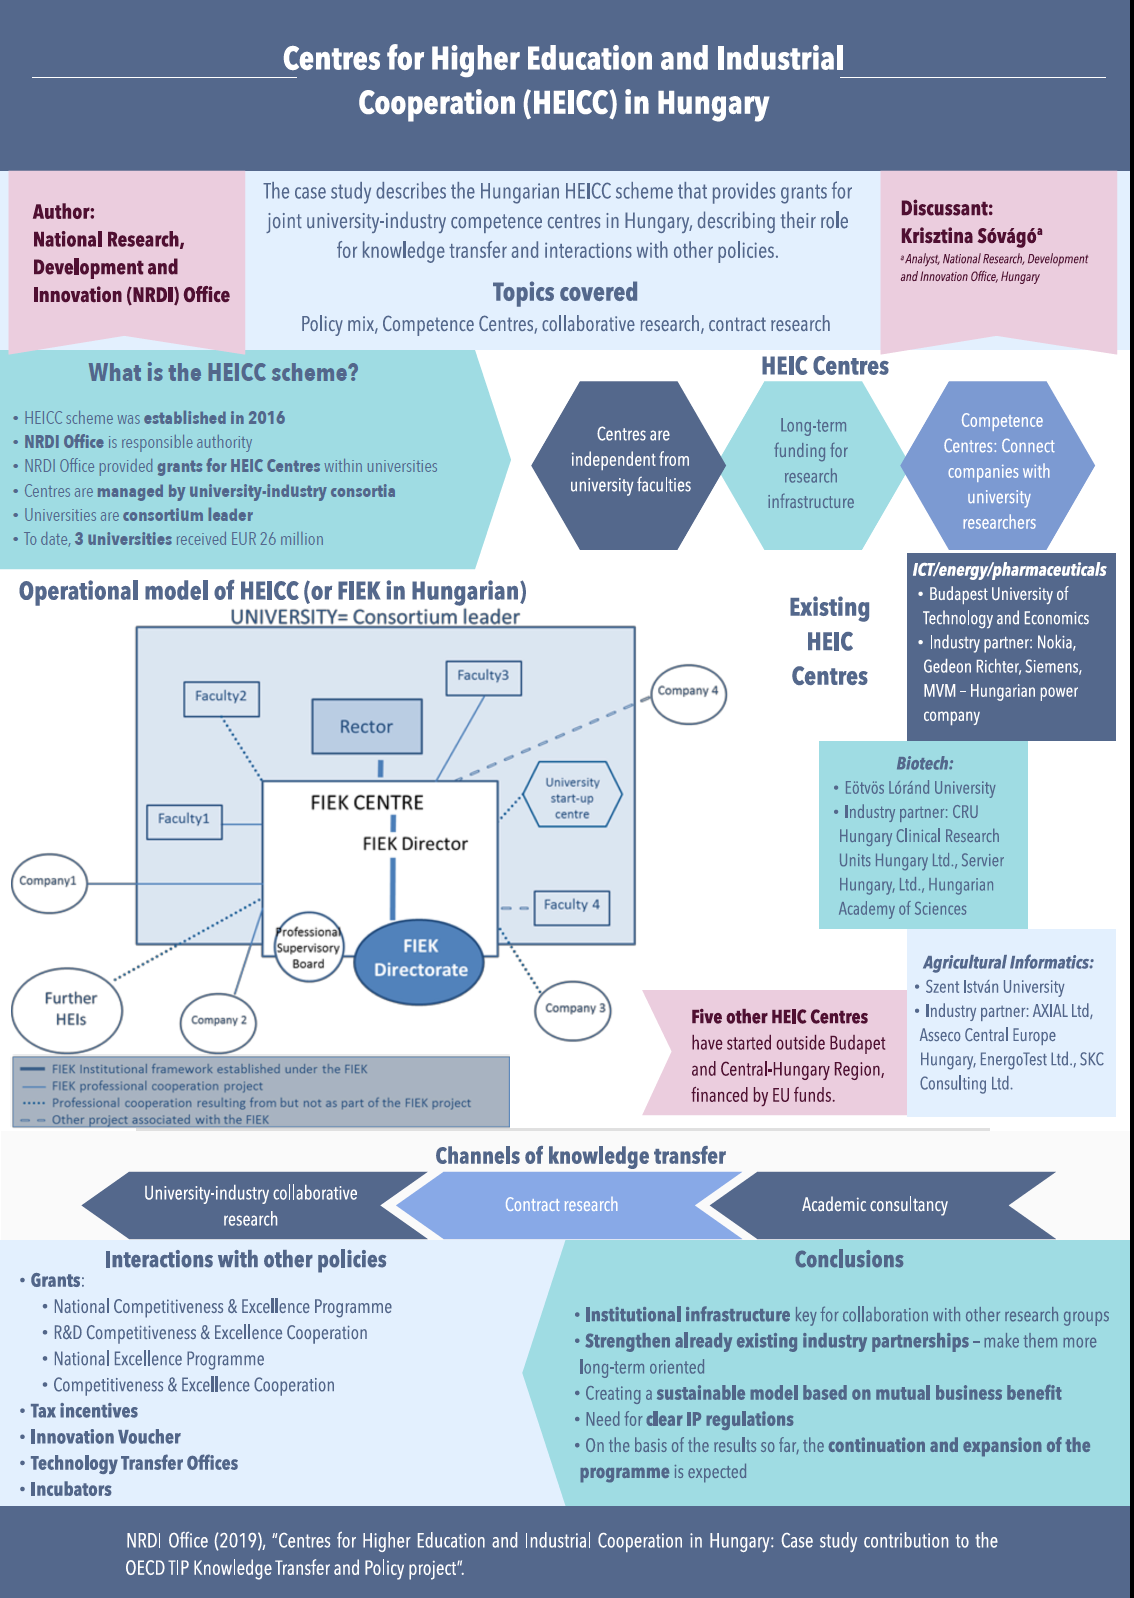 Centres for Higher Education and Industrial
Cooperation (HEICC) in Hungary
Author:
National Research,
Development and
Innovation (NRDI) Office
The case study describes the Hungarian HEICC scheme that provides grants for
joint university-industry competence centres in Hungary, describing their role
for knowledge transfer and interactions with other policies.
Topics covered
Policy mix, Competence Centres, collaborative research, contract research
Discussant:
Krisztina Sóvágóᵃ
ᵃ Analyst, National Research, Development
and Innovation Office, Hungary
What is the HEICC scheme?
• HEICC scheme was established in 2016
• NRDI Office is responsible authority
• NRDI Office provided grants for HEIC Centres within universities
• Centres are managed by university-industry consortia
• Universities are consortium leader
• To date, 3 universities received EUR 26 million
HEIC Centres
Centres are
independent from
university faculties
Long-term
funding for
research
infrastructure
Competence
Centres: Connect
companies with
university
researchers
Operational model of HEICC (or FIEK in Hungarian)
UNIVERSITY= Consortium leader
Faculty2
Faculty3
Rector
Company 4
FIEK CENTRE
University
start-up
centre
Faculty1
FIEK Director
Company1
Faculty 4
Professional
Supervisory
Board
FIEK
Directorate
Further
HEIs
Company 2
Company 3
FIEK Institutional framework established under the FIEK
FIEK professional cooperation project
Professional cooperation resulting from but not as part of the FIEK project
Other project associated with the FIEK
Existing
HEIC
Centres
ICT/energy/pharmaceuticals
• Budapest University of
Technology and Economics
• Industry partner: Nokia,
Gedeon Richter, Siemens,
MVM – Hungarian power
company
Biotech:
• Eötvös Lóránd University
• Industry partner: CRU
Hungary Clinical Research
Units Hungary Ltd., Servier
Hungary, Ltd., Hungarian
Academy of Sciences
Agricultural Informatics:
• Szent István University
• Industry partner: AXIAL Ltd,
Asseco Central Europe
Hungary, EnergoTest Ltd., SKC
Consulting Ltd.
Five other HEIC Centres
have started outside Budapet
and Central-Hungary Region,
financed by EU funds.
Channels of knowledge transfer
University-industry collaborative
research
Contract research
Academic consultancy
Interactions with other policies
• Grants:
• National Competitiveness & Excellence Programme
• R&D Competitiveness & Excellence Cooperation
• National Excellence Programme
• Competitiveness & Excellence Cooperation
• Tax incentives
• Innovation Voucher
• Technology Transfer Offices
• Incubators
Conclusions
• Institutional infrastructure key for collaboration with other research groups
• Strengthen already existing industry partnerships – make them more
long-term oriented
• Creating a sustainable model based on mutual business benefit
• Need for clear IP regulations
• On the basis of the results so far, the continuation and expansion of the
programme is expected
NRDI Office (2019), “Centres for Higher Education and Industrial Cooperation in Hungary: Case study contribution to the
OECD TIP Knowledge Transfer and Policy project”.